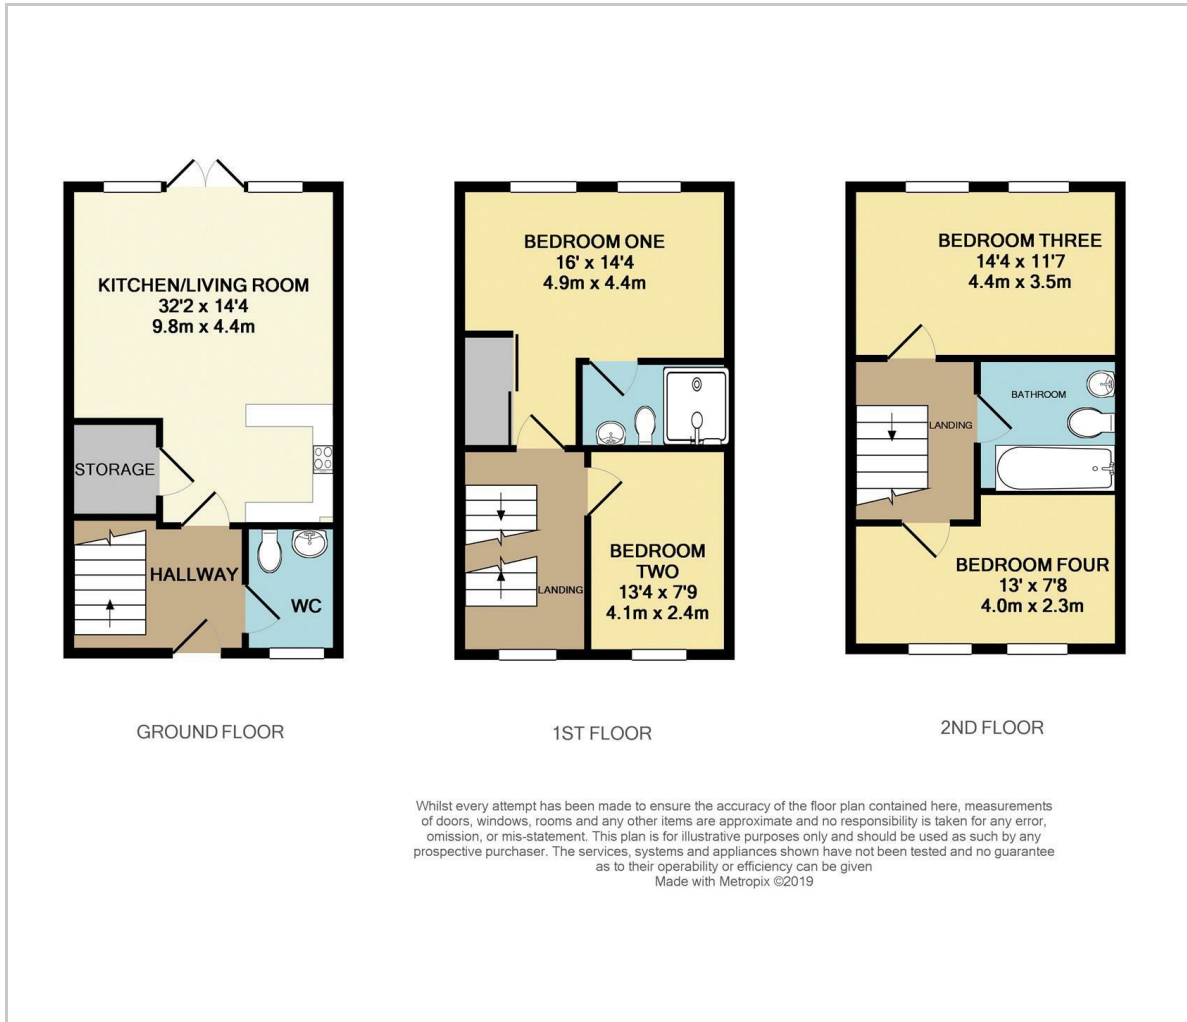 KITCHEN/LIVING ROOM
32'2 x 14'4
9.8m x 4.4m
STORAGE
HALLWAY
WC
GROUND FLOOR
BEDROOM ONE
16' x 14'4
4.9m x 4.4m
BEDROOM
TWO
13'4 x 7'9
4.1m x 2.4m
LANDING
1ST FLOOR
BEDROOM THREE
14'4 x 11'7
4.4m x 3.5m
BATHROOM
LANDING
BEDROOM FOUR
13' x 7'8
4.0m x 2.3m
2ND FLOOR
Whilst every attempt has been made to ensure the accuracy of the floor plan contained here, measurements
of doors, windows, rooms and any other items are approximate and no responsibility is taken for any error,
omission, or mis-statement. This plan is for illustrative purposes only and should be used as such by any
prospective purchaser. The services, systems and appliances shown have not been tested and no guarantee
as to their operability or efficiency can be given
Made with Metropix ©2019